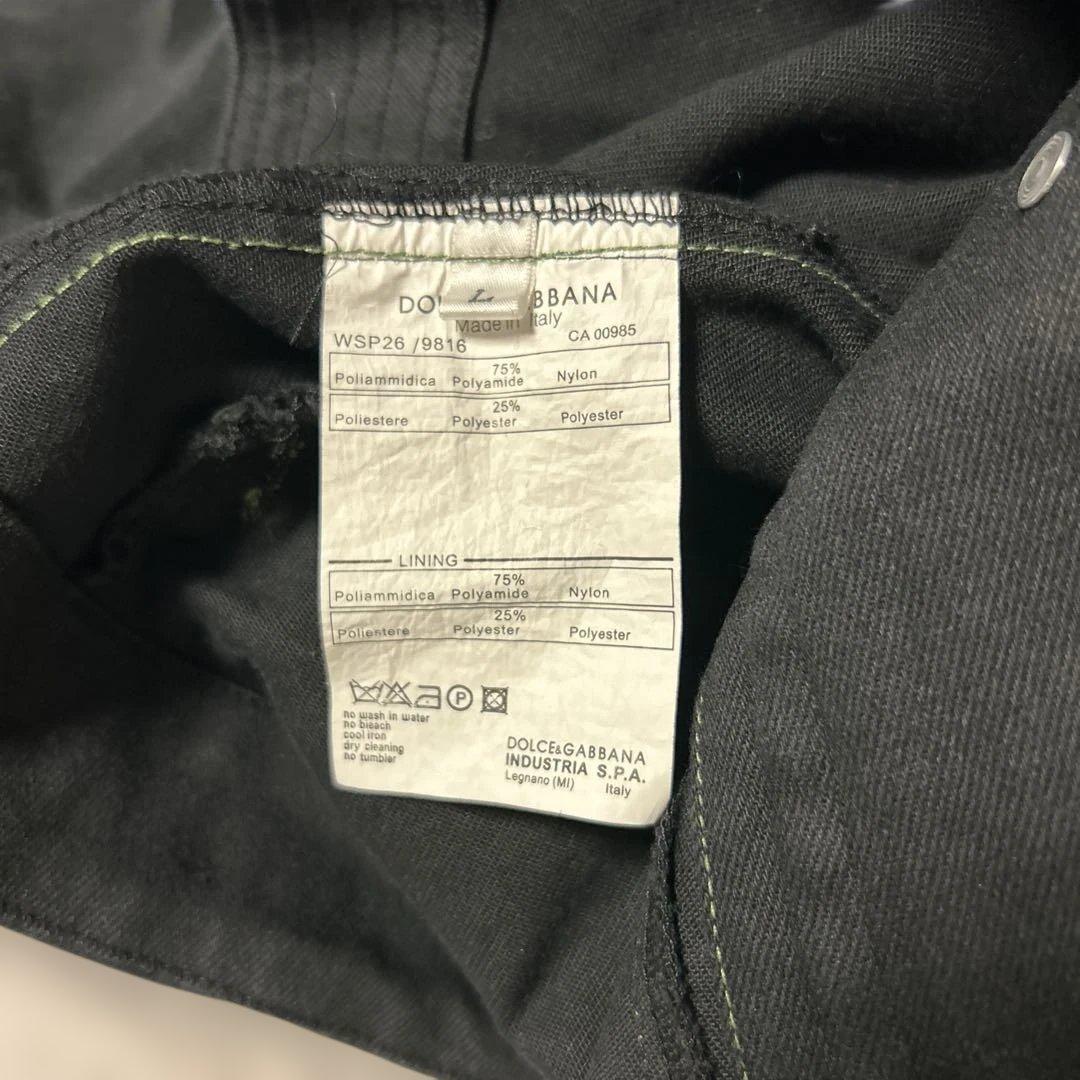 DO BBANA
L
Made in Italy
WSP26 /9816 CA 00985
75%
Poliammidica Polyamide Nylon
25%
Poliestere Polyester Polyester
LINING
75%
Poliammidica Polyamide Nylon
25%
Poliestere Polyester Polyester
P
no wash in water
no bleach
cool iron
dry cleaning
no tumbler
DOLCE&GABBANA
INDUSTRIA S.P.A.
Legnano (MI) Italy